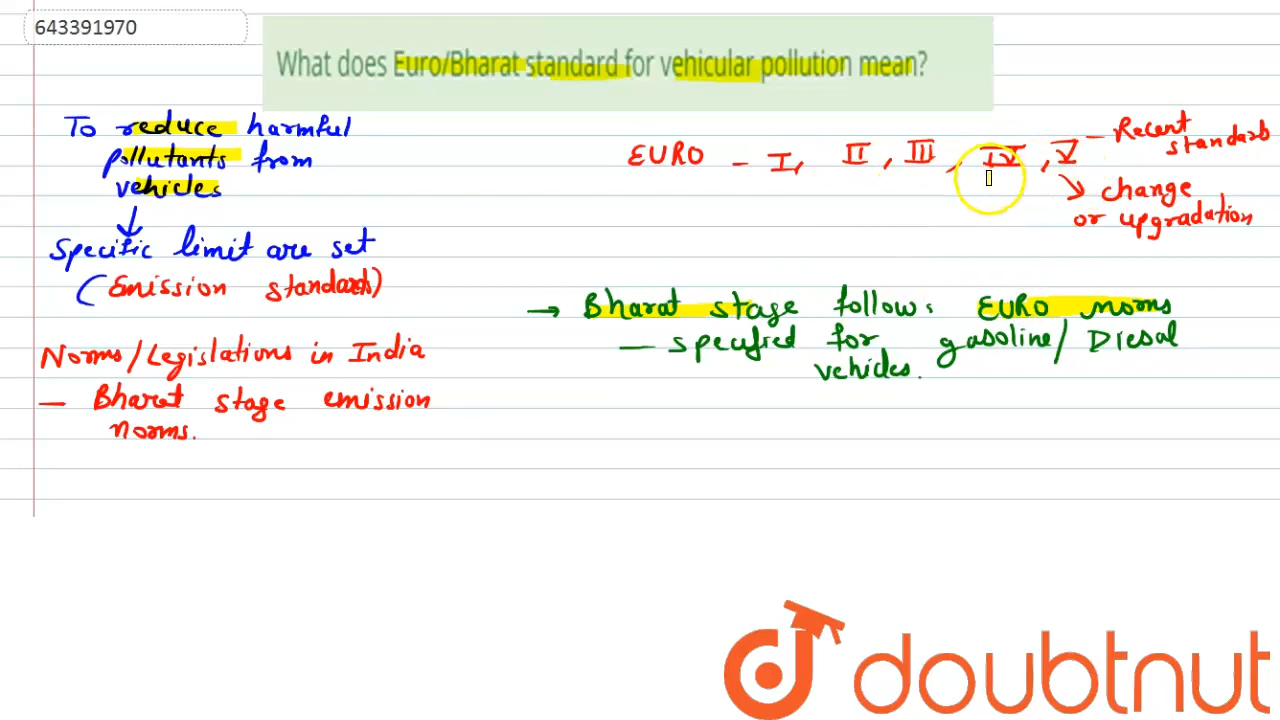 643391970
What does Euro/Bharat standard for vehicular pollution mean?
To reduce harmful
pollutants from
vehicles
Specific limit are set
(Emission standards)
Norms/Legislations in India
— Bharat stage emission
norms.
EURO - I, II, III, IV, V - Recent
standarb
change
or upgradation
→ Bharat stage follow: EURO norms
— specified for gasoline/Diesal
vehicles.
doubtnut